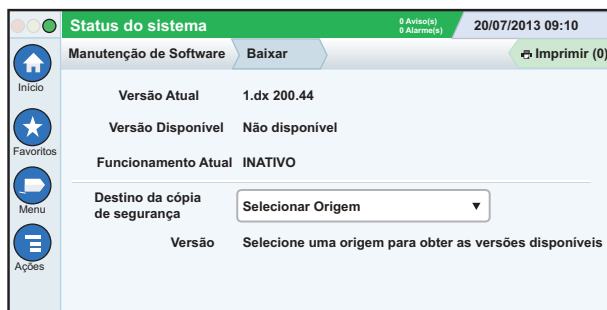 Status do sistema
0 Aviso(s)
0 Alarme(s)
20/07/2013 09:10
Manutenção de Software
Baixar
Imprimir (0)
Início
Versão Atual
1.dx 200.44
Versão Disponível
Não disponível
Favoritos
Funcionamento Atual
INATIVO
Menu
Destino da cópia
de segurança
Selecionar Origem
Versão
Selecione uma origem para obter as versões disponíveis
Ações